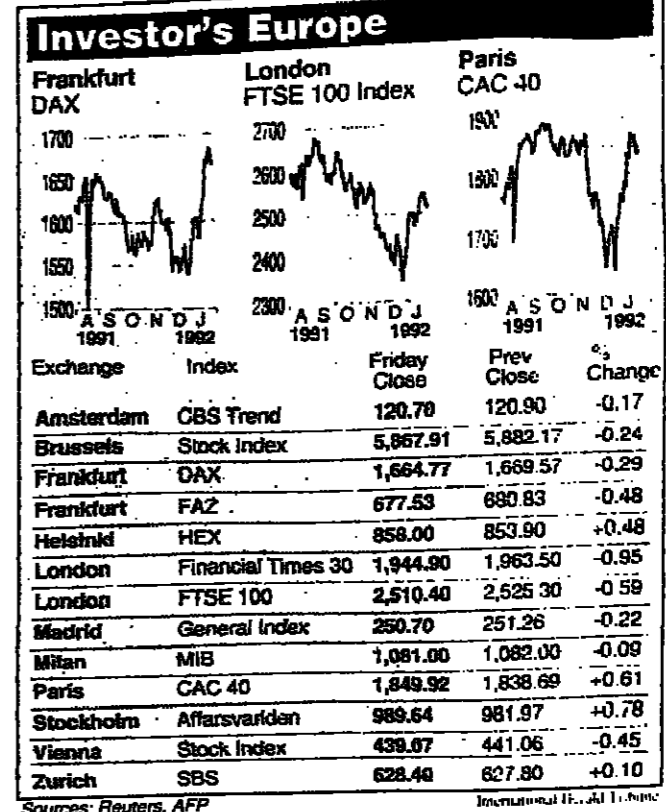 Investor's Europe
Frankfurt
DAX
London
FTSE 100 Index
Paris
CAC 40
1700
1650
1600
1550
1500
A S O N D J
1991 1992
2700
2600
2500
2400
2300
A S O N D J
1991 1992
1900
1800
1700
1600
A S O N D J
1991 1992
Exchange Index Friday Close Prev Close % Change
Amsterdam CBS Trend 120.70 120.90 -0.17
Brussels Stock Index 5,867.91 5,882.17 -0.24
Frankfurt DAX 1,664.77 1,669.57 -0.29
Frankfurt FAZ 677.53 680.83 -0.48
Helsinki HEX 858.00 853.90 +0.48
London Financial Times 30 1,944.90 1,963.50 -0.95
London FTSE 100 2,510.40 2,525 30 -0 59
Madrid General Index 250.70 251.26 -0.22
Milan MIB 1,081.00 1,082.00 -0.09
Paris CAC 40 1,849.92 1,838.69 +0.61
Stockholm Affarsvarlden 989.64 981.97 +0.78
Vienna Stock Index 439.07 441.06 -0.45
Zurich SBS 628.40 627.80 +0.10
Sources: Reuters, AFP
International Herald Tribune